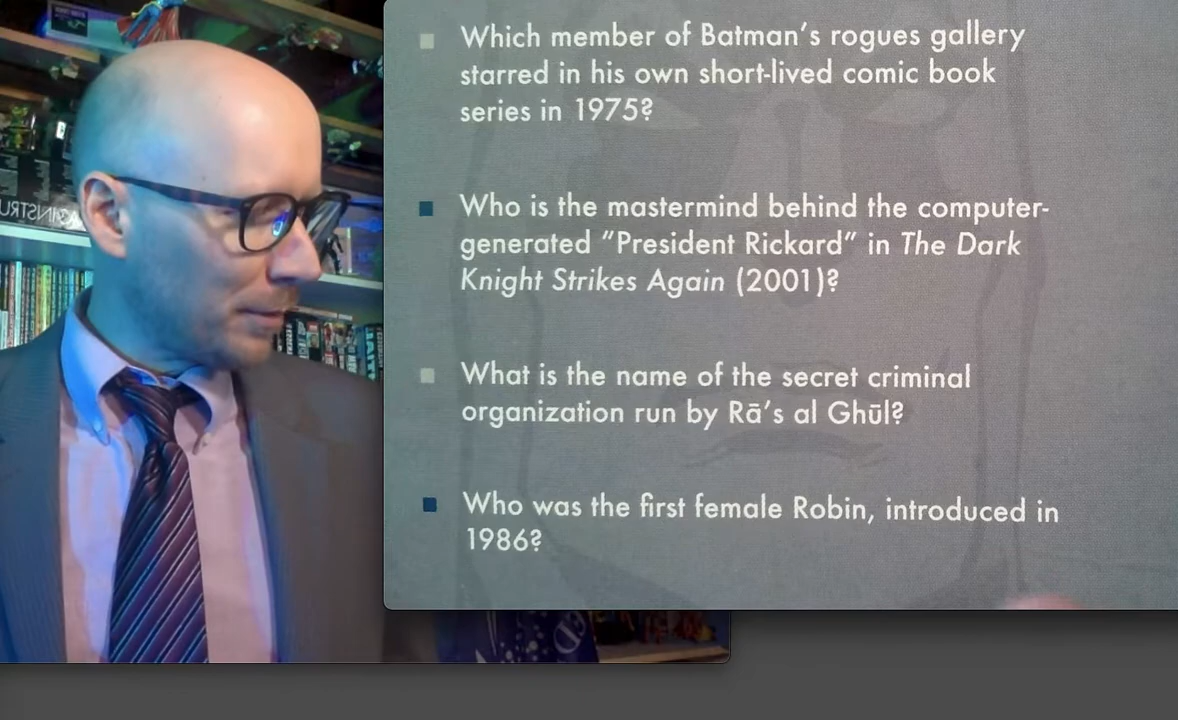 Which member of Batman's rogues gallery
starred in his own short-lived comic book
series in 1975?
Who is the mastermind behind the computer-
generated "President Rickard" in The Dark
Knight Strikes Again (2001)?
What is the name of the secret criminal
organization run by Rā's al Ghūl?
Who was the first female Robin, introduced in
1986?